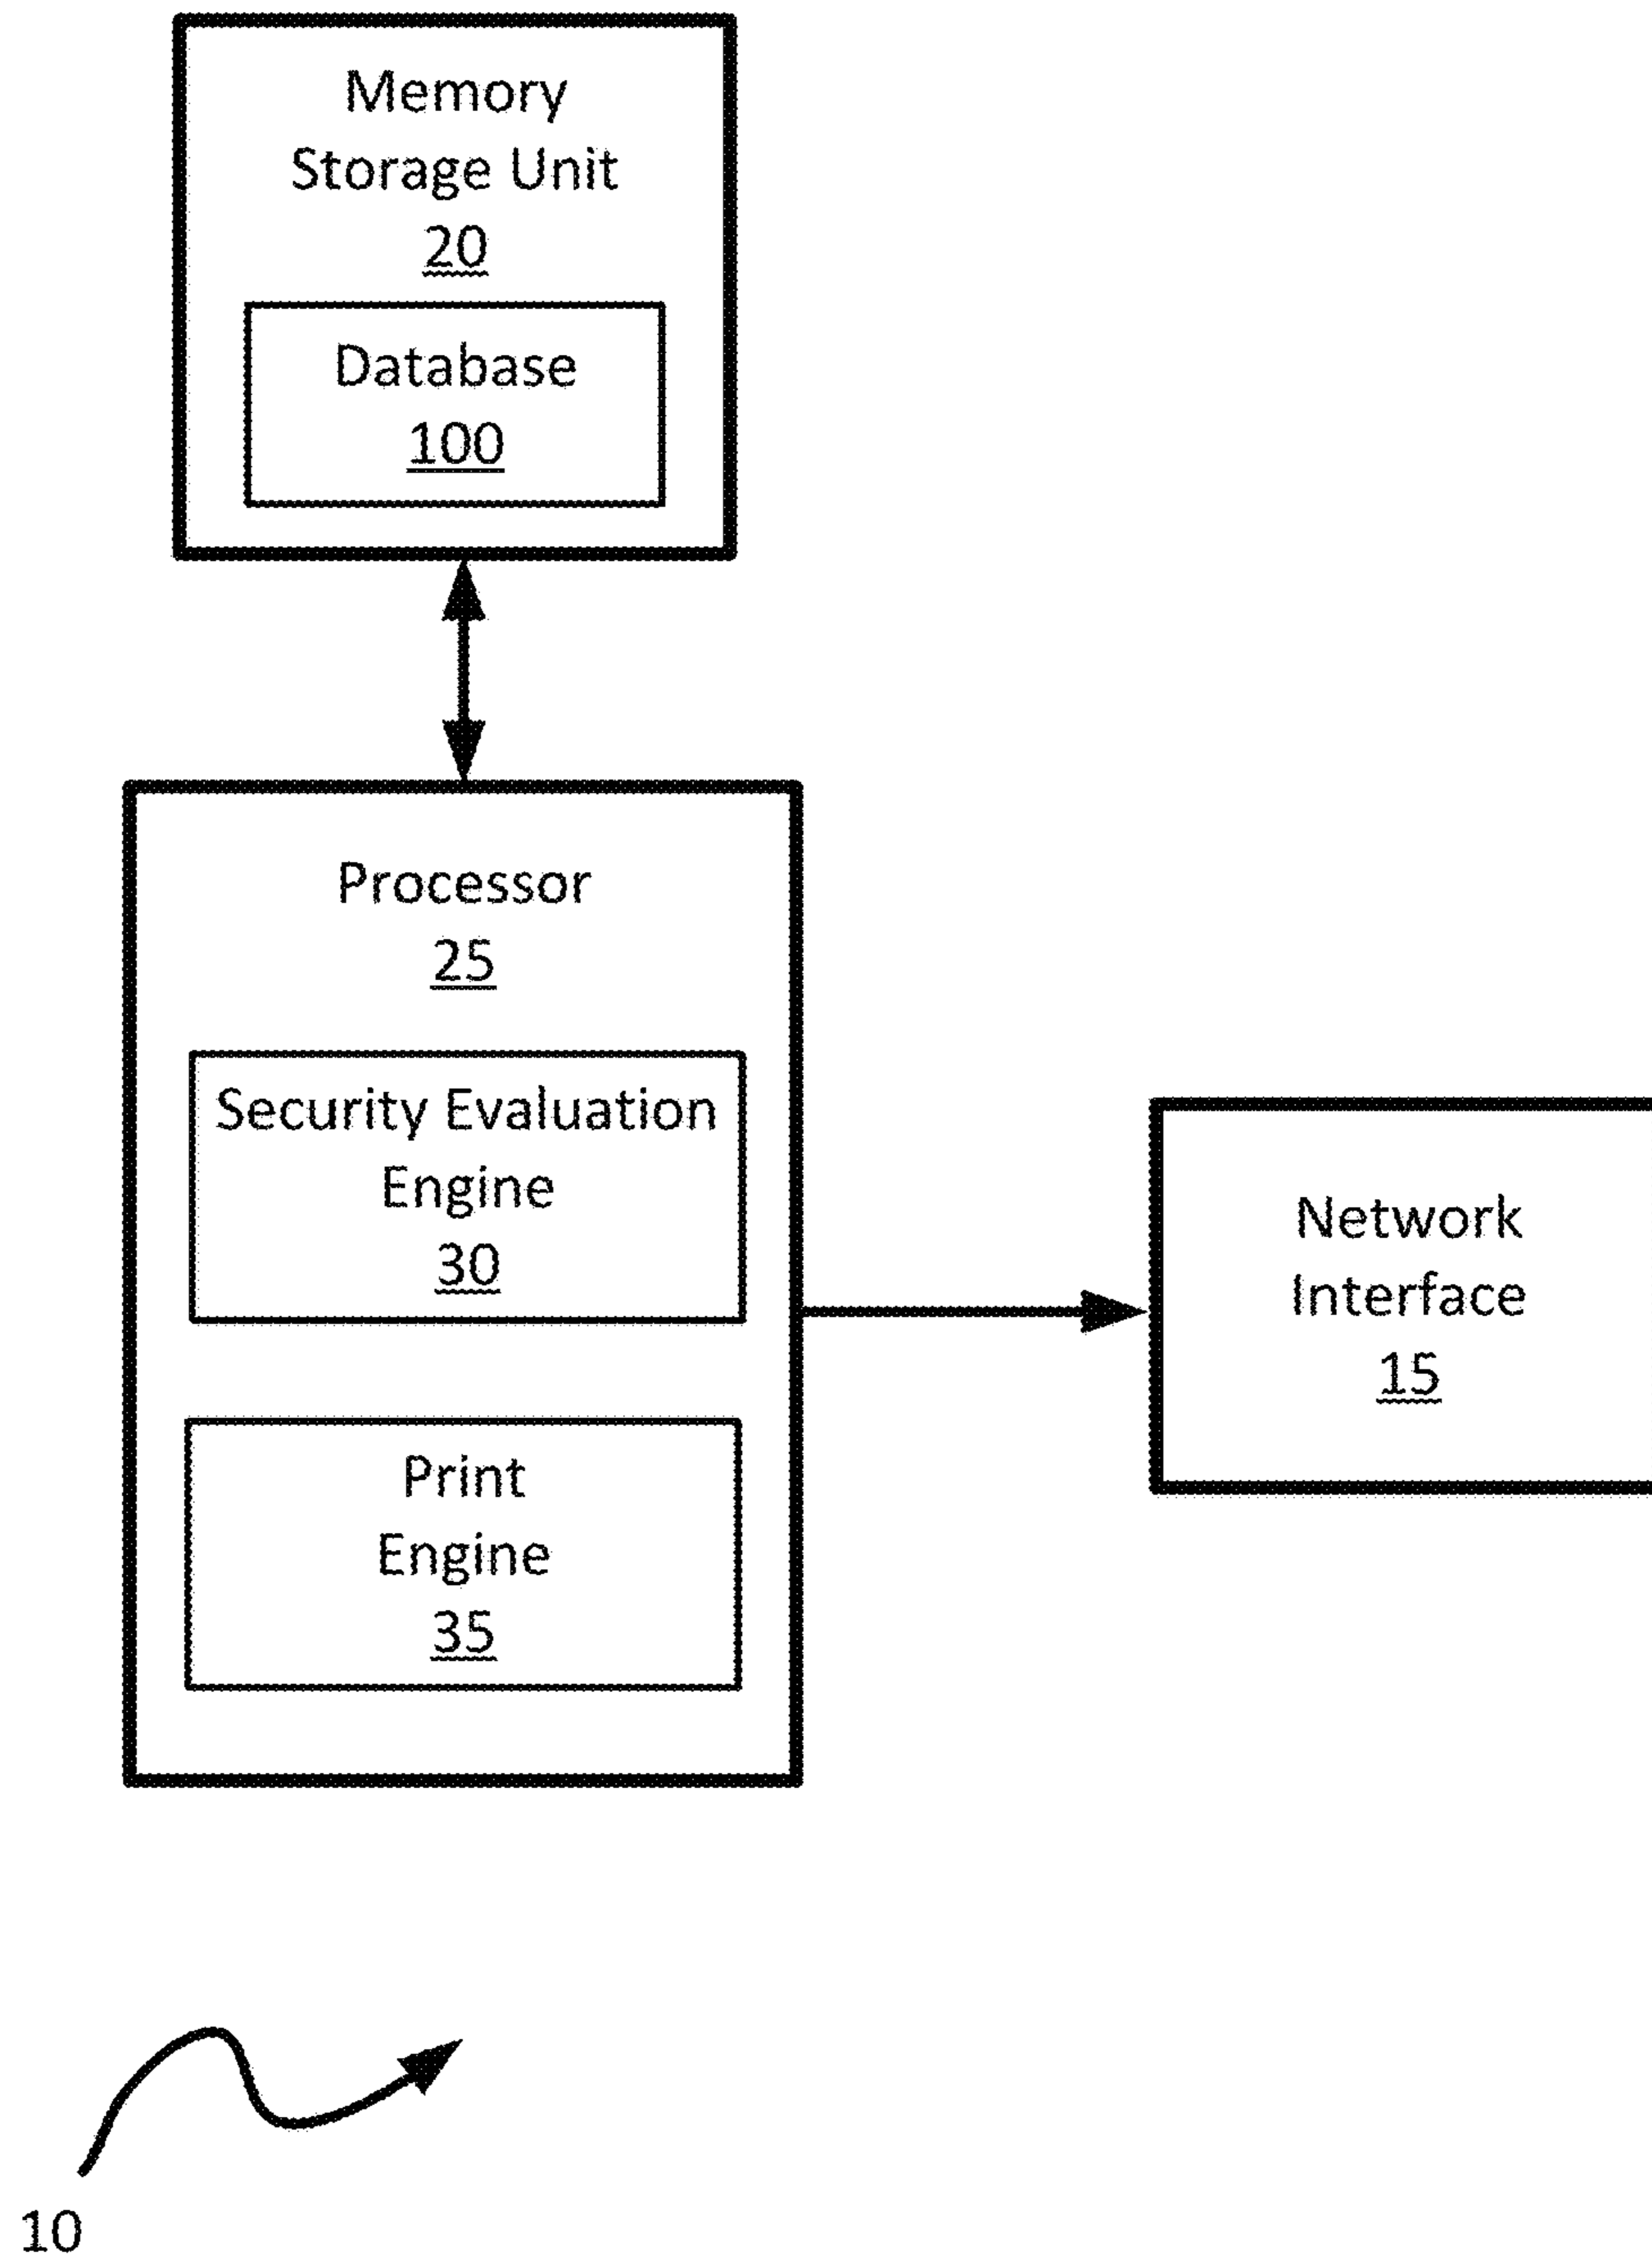 Memory
Storage Unit
20
Database
100
Processor
25
Security Evaluation
Engine
30
Print
Engine
35
Network
Interface
15
10